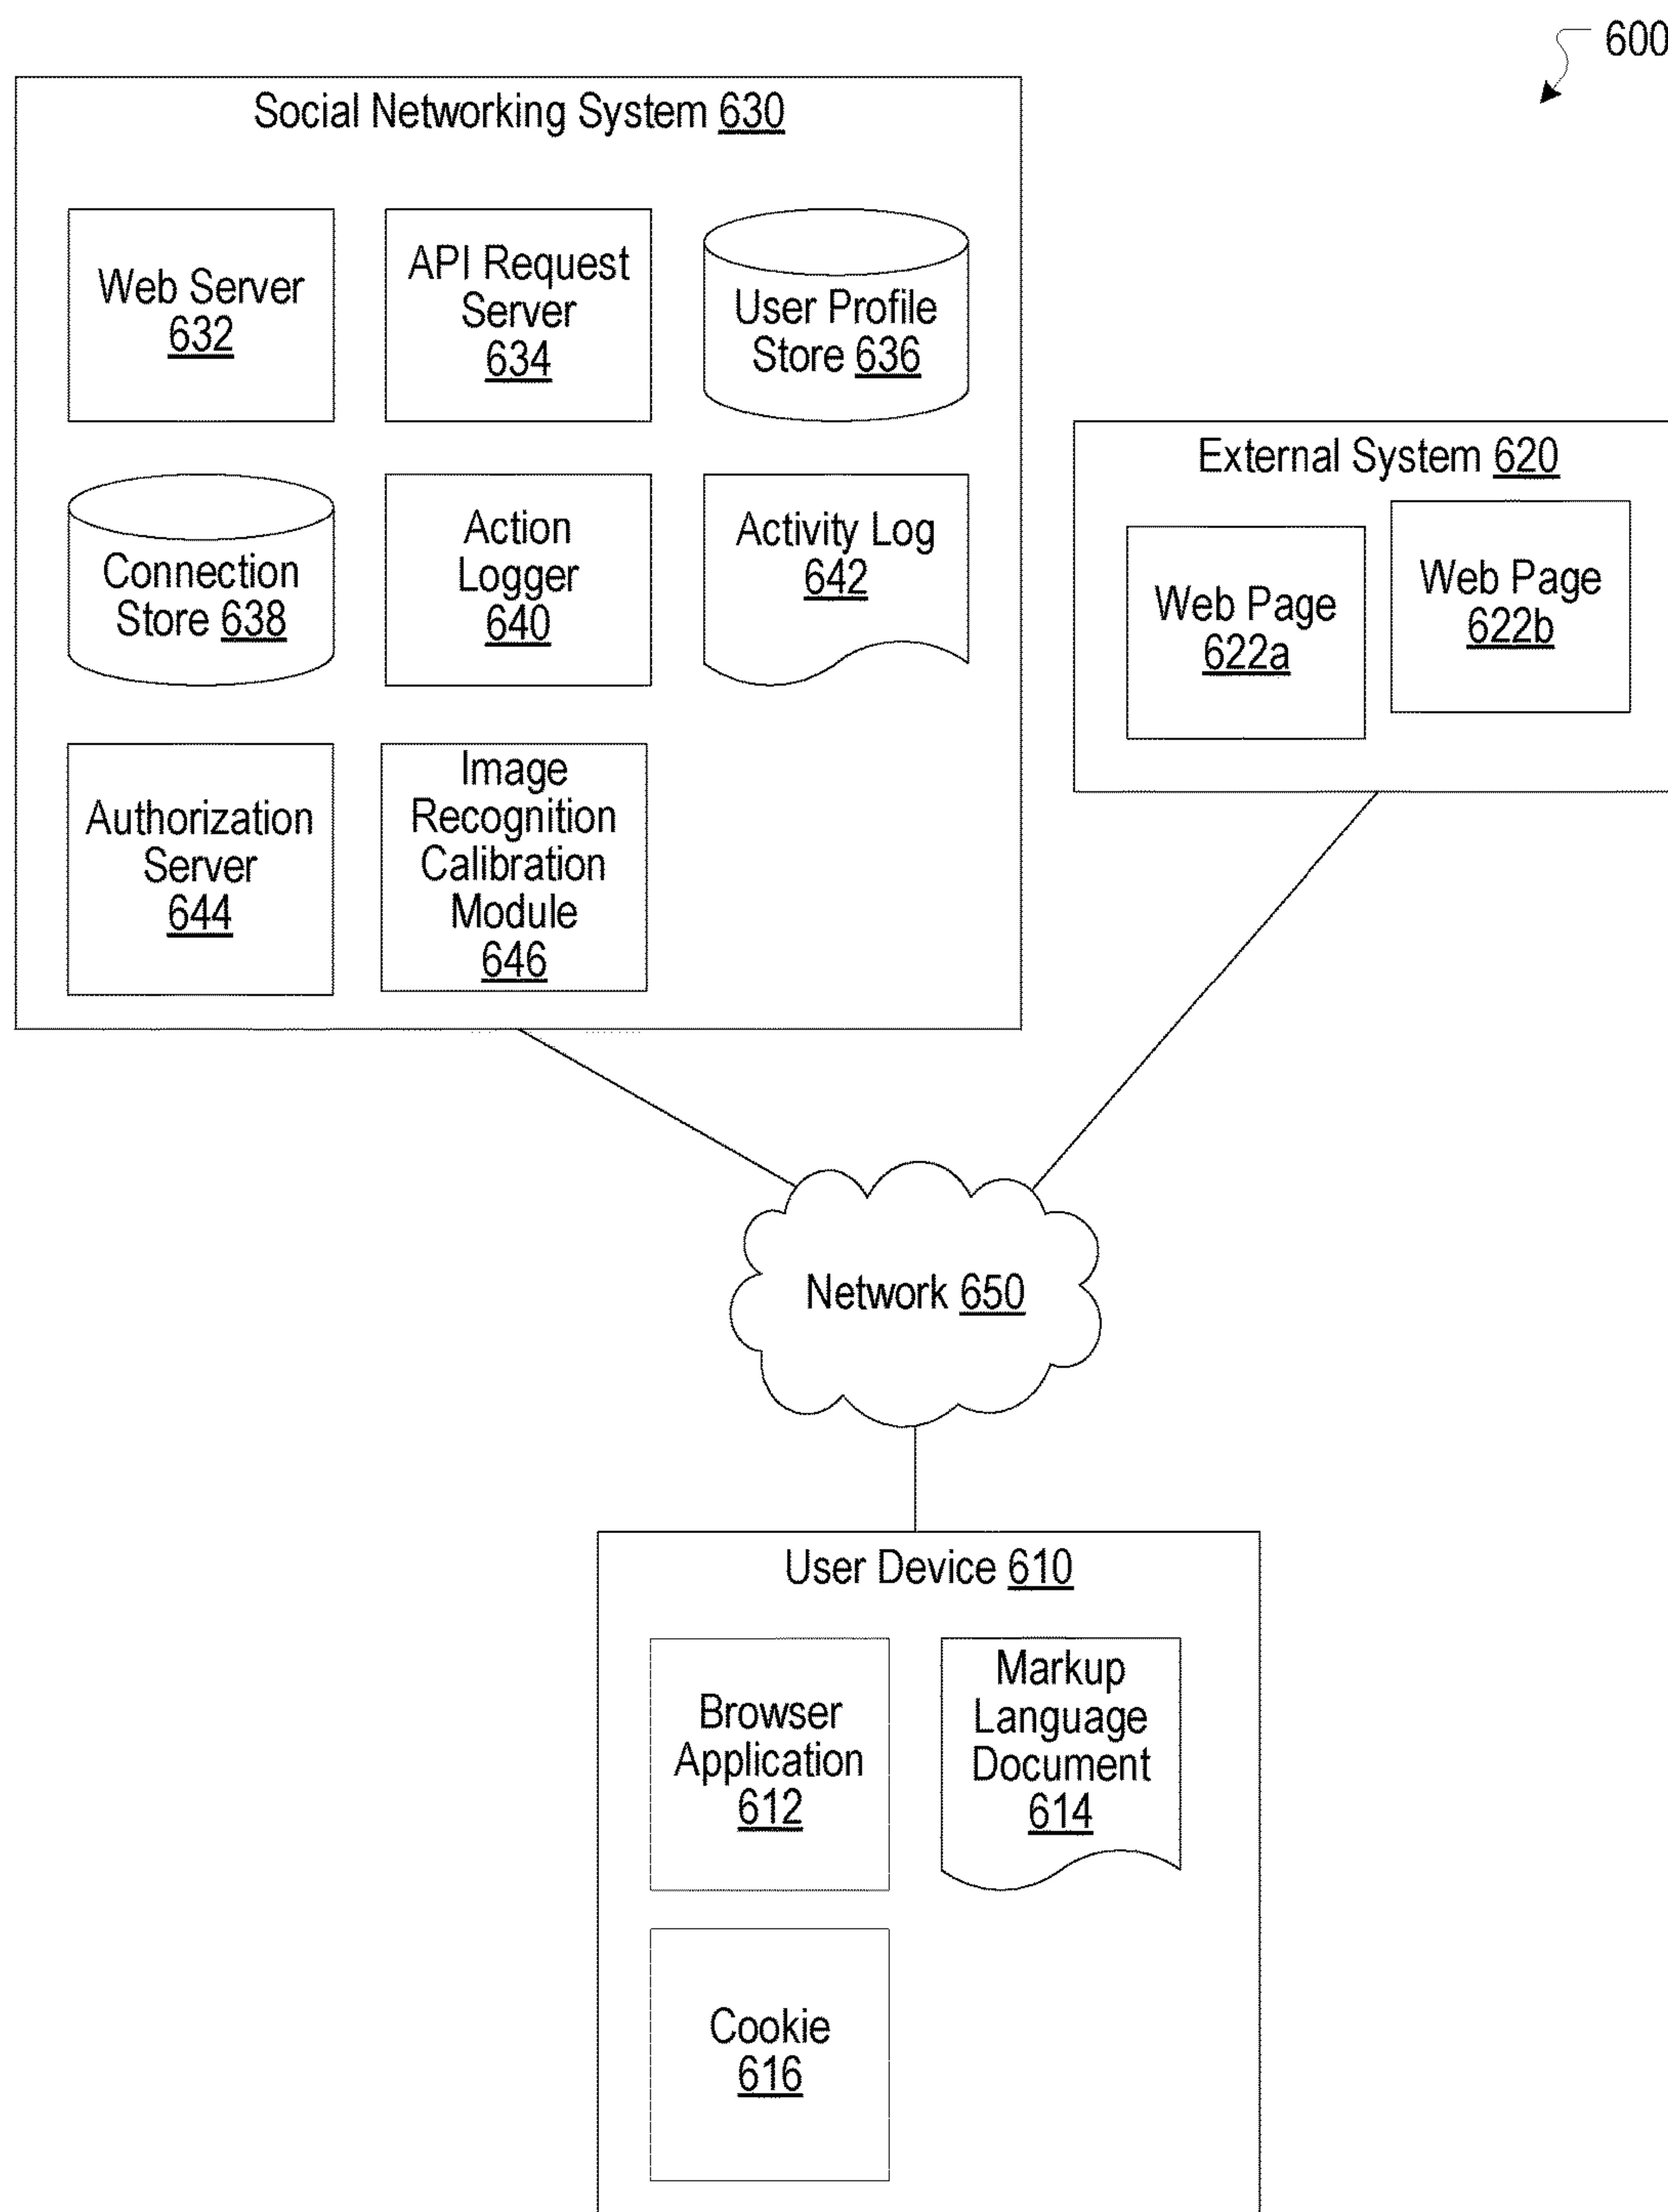 600
Social Networking System 630
Web Server
632
API Request
Server
634
User Profile
Store 636
Connection
Store 638
Action
Logger
640
Activity Log
642
Authorization
Server
644
Image
Recognition
Calibration
Module
646
External System 620
Web Page
622a
Web Page
622b
Network 650
User Device 610
Browser
Application
612
Markup
Language
Document
614
Cookie
616